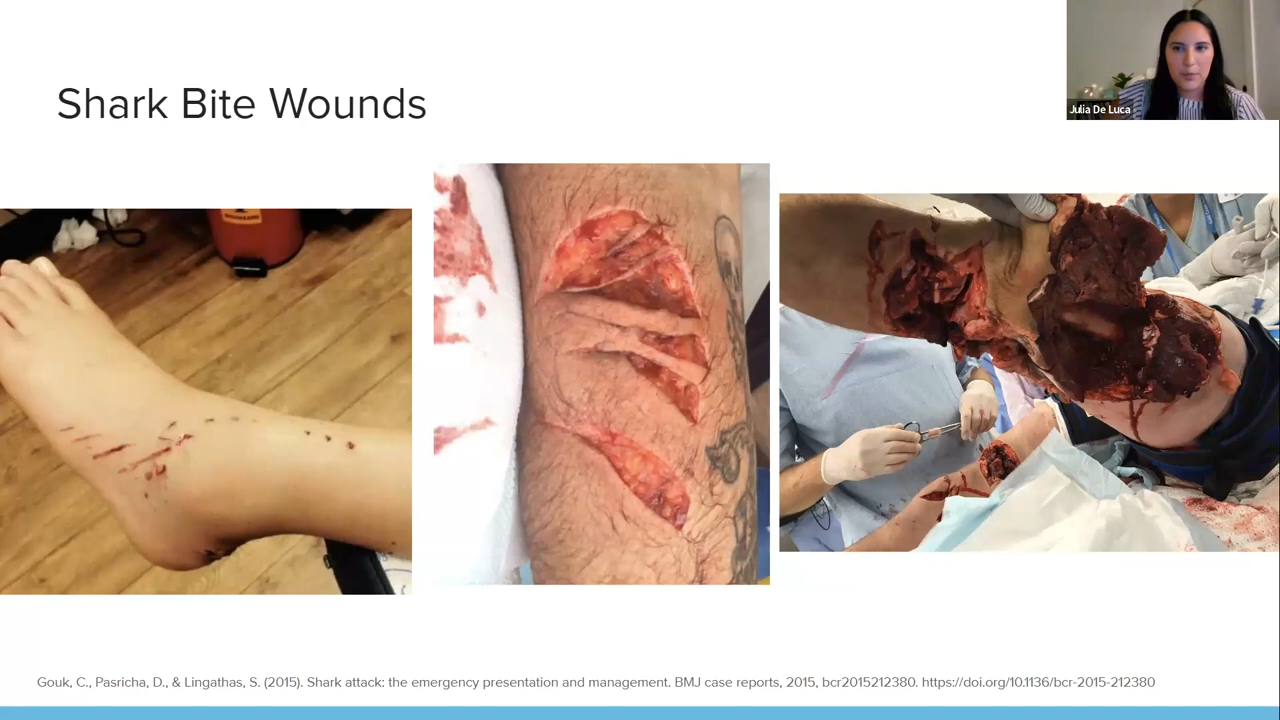 Shark Bite Wounds
Julia De Luca
Gouk, C., Pasricha, D., & Lingathas, S. (2015). Shark attack: the emergency presentation and management. BMJ case reports, 2015, bcr2015212380. https://doi.org/10.1136/bcr-2015-212380